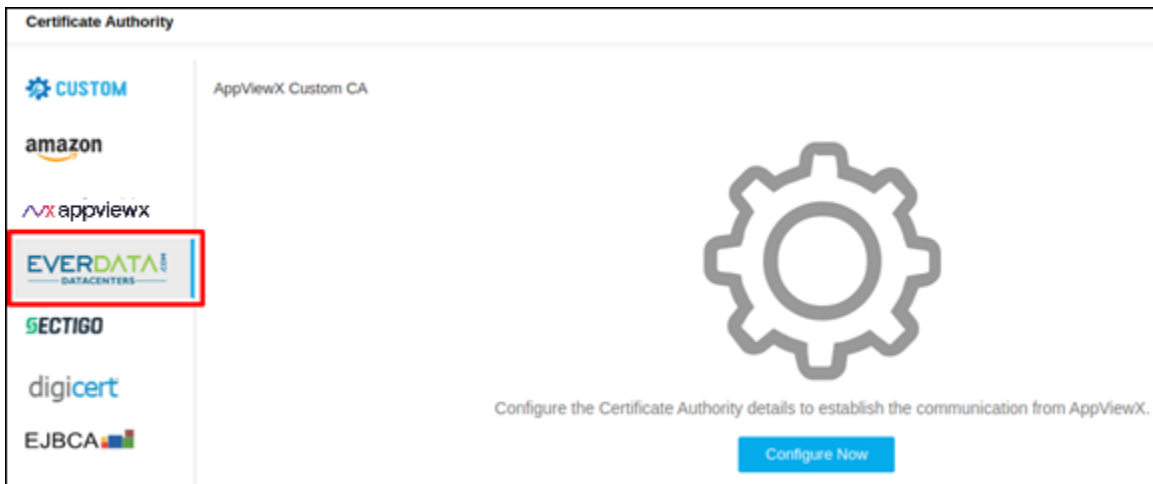 Certificate Authority
CUSTOM
AppViewX Custom CA
amazon
appviewx
EVERDATA.COM
DATACENTERS
SECTIGO
digicert
EJBCA
Configure the Certificate Authority details to establish the communication from AppViewX.
Configure Now